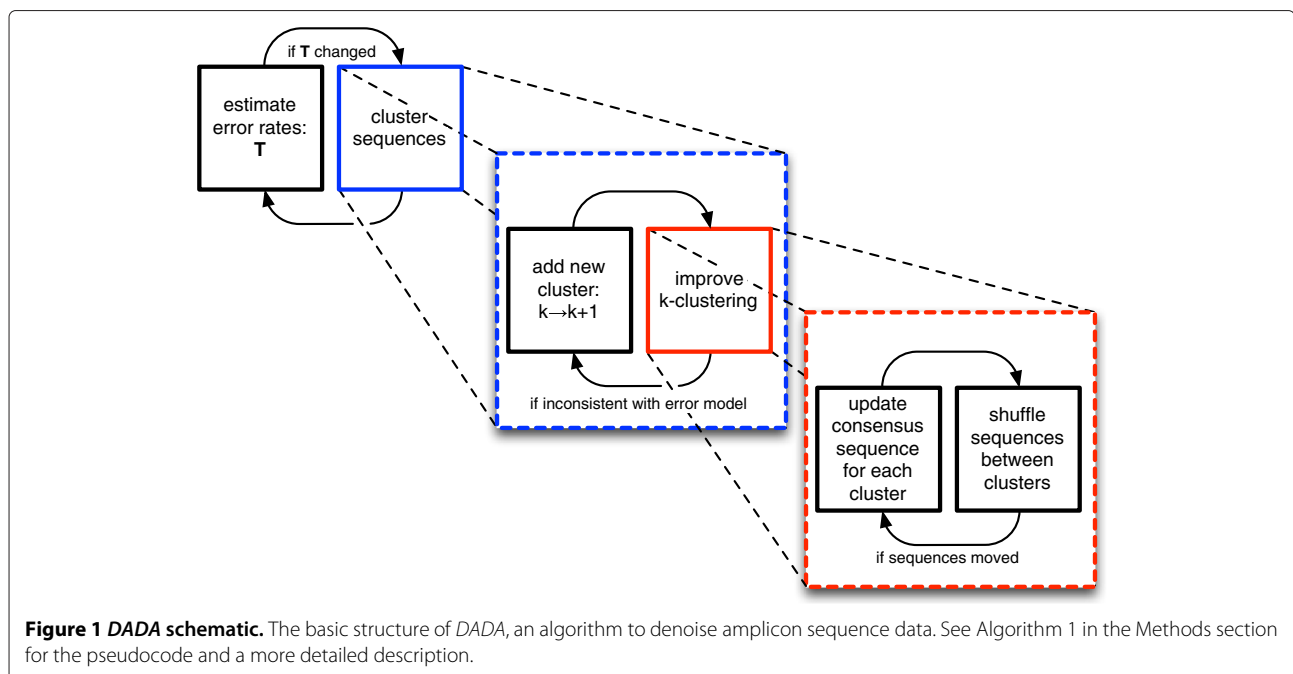 if T changed
estimate
error rates:
T
cluster
sequences
add new
cluster:
k→k+1
improve
k-clustering
if inconsistent with error model
update
consensus
sequence
for each
cluster
shuffle
sequences
between
clusters
if sequences moved
Figure 1 DADA schematic. The basic structure of DADA, an algorithm to denoise amplicon sequence data. See Algorithm 1 in the Methods section
for the pseudocode and a more detailed description.